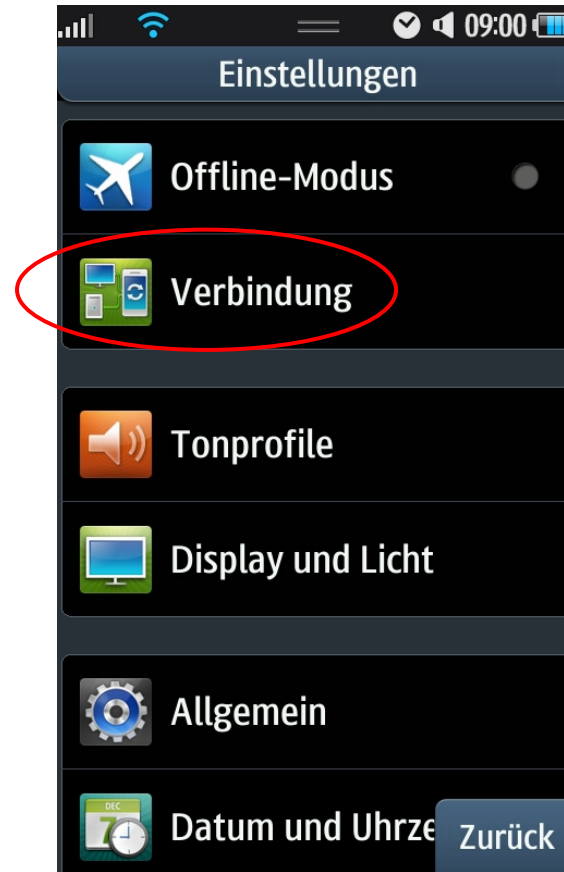 09:00
Einstellungen
Offline-Modus
Verbindung
Tonprofile
Display und Licht
Allgemein
DEC
7
Datum und Uhrze
Zurück